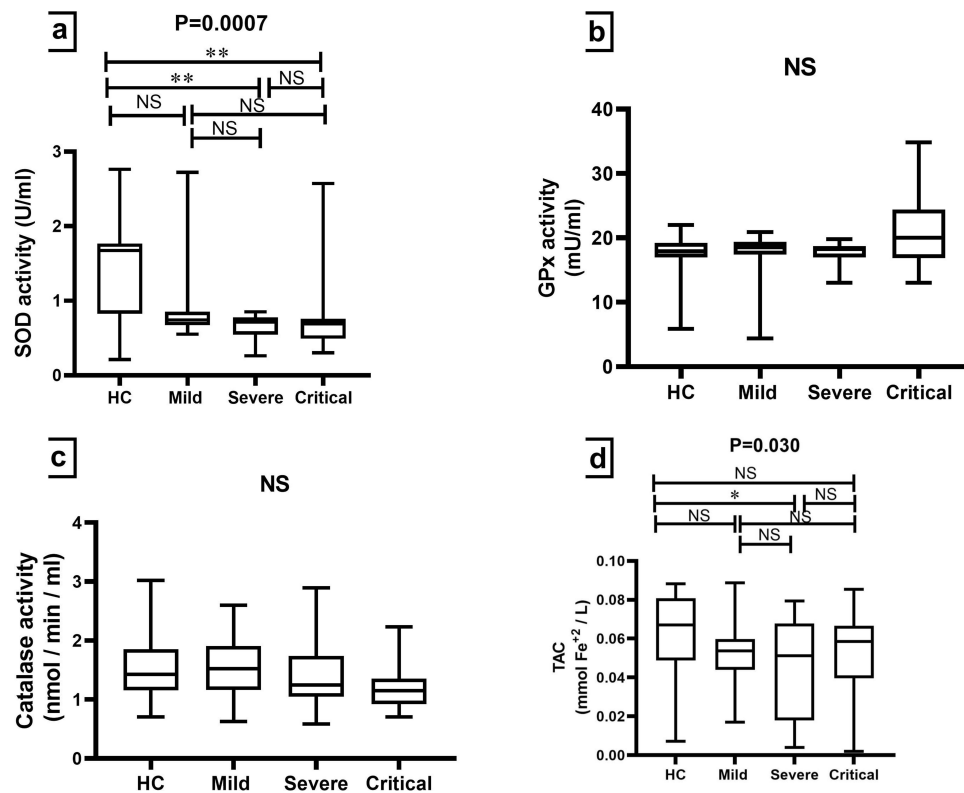 a
P=0.0007
**
** NS
NS NS
NS
SOD activity (U/ml)
3
2
1
0
HC Mild Severe Critical
b
NS
GPx activity
(mU/ml)
40
30
20
10
0
HC Mild Severe Critical
c
NS
Catalase activity
(nmol / min / ml)
4
3
2
1
0
HC Mild Severe Critical
d
P=0.030
NS
* NS
NS NS
NS
TAC
(mmol Fe+2 / L)
0.10
0.08
0.06
0.04
0.02
0.00
HC Mild Severe Critical